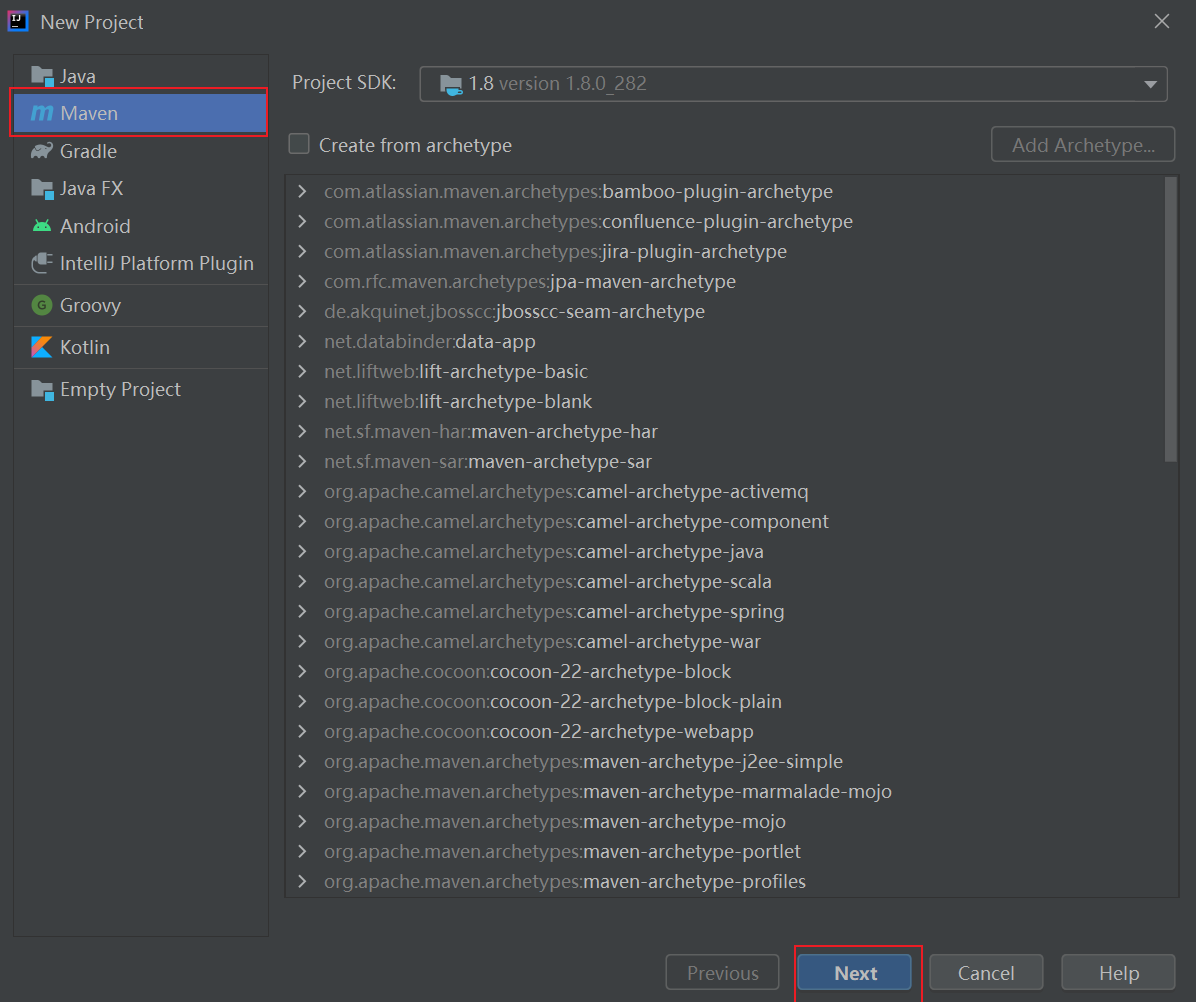 New Project
Java
Maven
Gradle
Java FX
Android
IntelliJ Platform Plugin
Groovy
Kotlin
Empty Project
Project SDK: 1.8 version 1.8.0_282
Create from archetype
Add Archetype...
com.atlassian.maven.archetypes:bamboo-plugin-archetype
com.atlassian.maven.archetypes:confluence-plugin-archetype
com.atlassian.maven.archetypes:jira-plugin-archetype
com.rfc.maven.archetypes:jpa-maven-archetype
de.akquinet.jbosscc:jbosscc-seam-archetype
net.databinder:data-app
net.liftweb:lift-archetype-basic
net.liftweb:lift-archetype-blank
net.sf.maven-har:maven-archetype-har
net.sf.maven-sar:maven-archetype-sar
org.apache.camel.archetypes:camel-archetype-activemq
org.apache.camel.archetypes:camel-archetype-component
org.apache.camel.archetypes:camel-archetype-java
org.apache.camel.archetypes:camel-archetype-scala
org.apache.camel.archetypes:camel-archetype-spring
org.apache.camel.archetypes:camel-archetype-war
org.apache.cocoon:cocoon-22-archetype-block
org.apache.cocoon:cocoon-22-archetype-block-plain
org.apache.cocoon:cocoon-22-archetype-webapp
org.apache.maven.archetypes:maven-archetype-j2ee-simple
org.apache.maven.archetypes:maven-archetype-marmalade-mojo
org.apache.maven.archetypes:maven-archetype-mojo
org.apache.maven.archetypes:maven-archetype-portlet
org.apache.maven.archetypes:maven-archetype-profiles
Previous
Next
Cancel
Help